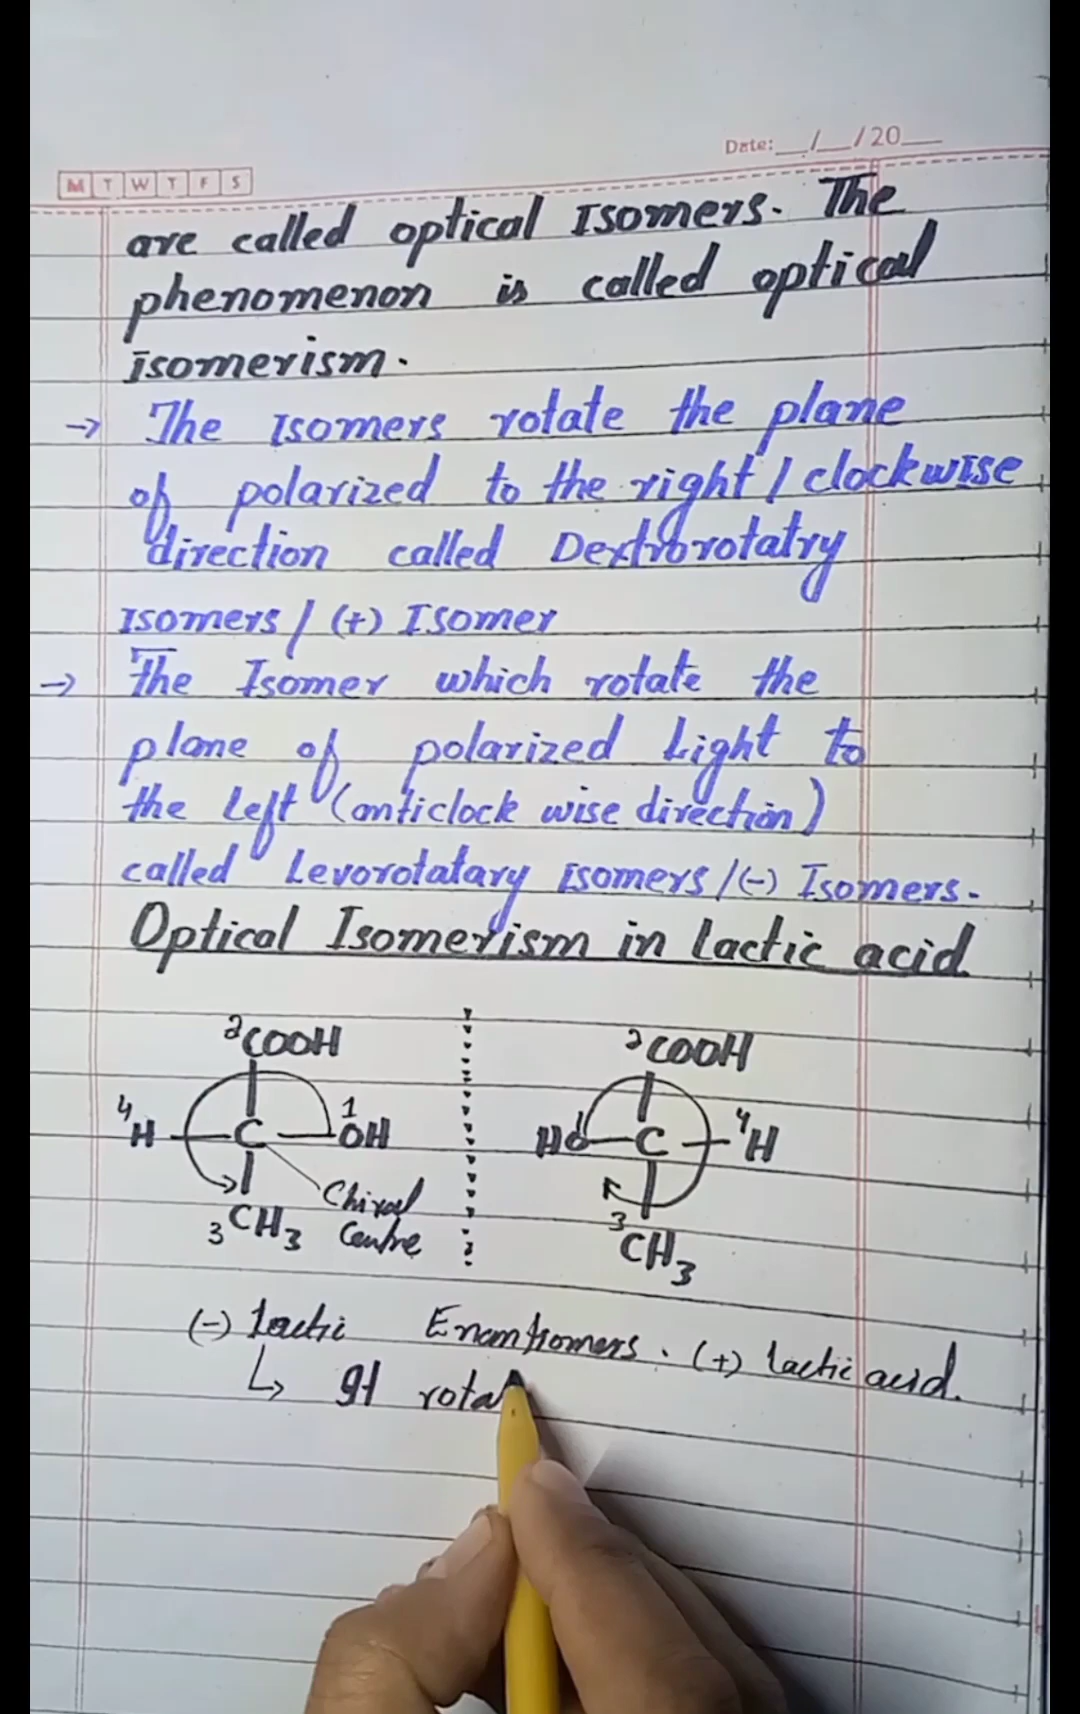 Date:__/__/20__
M T W T F S
are called optical Isomers. The
phenomenon is called optical
isomerism.
→ The Isomers rotate the plane
of polarized to the right / clockwise
direction called Dextrorotatry
Isomers / (+) Isomer
→ The Isomer which rotate the
plane of polarized Light to
the Left (anticlock wise direction)
called Levorotatary Isomers /(-) Isomers.
Optical Isomerism in lactic acid
2 COOH
4 H C 1 OH
Chiral
Centre
3 CH3
2 COOH
HO C 4 H
3
CH3
(-) Lactic Enantiomers. (+) lactic acid.
↳ It rota